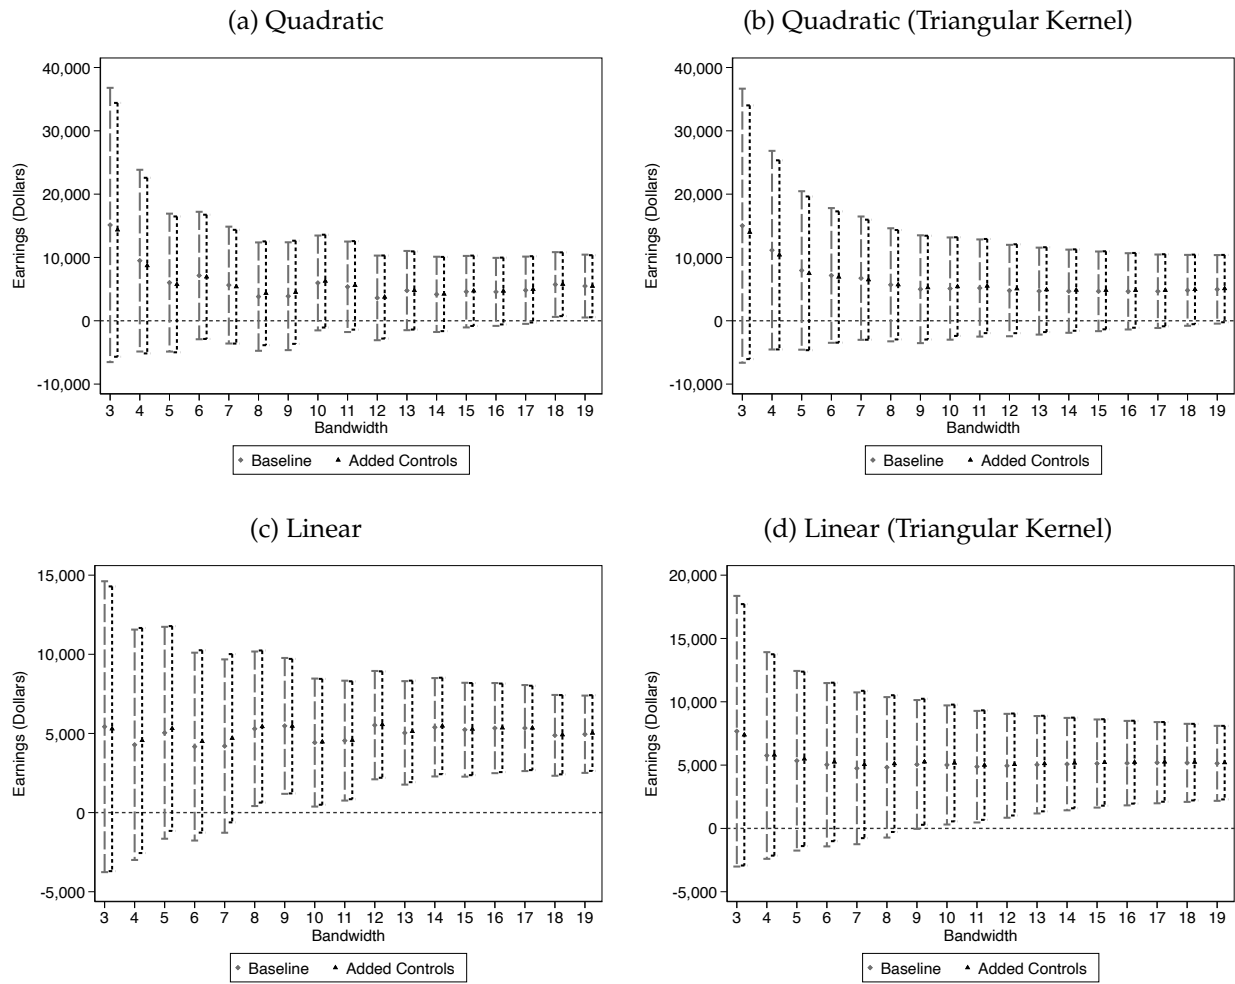 (a) Quadratic
40,000
30,000
20,000
10,000
0
-10,000
Earnings (Dollars)
3 4 5 6 7 8 9 10 11 12 13 14 15 16 17 18 19
Bandwidth
Baseline Added Controls
(b) Quadratic (Triangular Kernel)
40,000
30,000
20,000
10,000
0
-10,000
Earnings (Dollars)
3 4 5 6 7 8 9 10 11 12 13 14 15 16 17 18 19
Bandwidth
Baseline Added Controls
(c) Linear
15,000
10,000
5,000
0
-5,000
Earnings (Dollars)
3 4 5 6 7 8 9 10 11 12 13 14 15 16 17 18 19
Bandwidth
Baseline Added Controls
(d) Linear (Triangular Kernel)
20,000
15,000
10,000
5,000
0
-5,000
Earnings (Dollars)
3 4 5 6 7 8 9 10 11 12 13 14 15 16 17 18 19
Bandwidth
Baseline Added Controls